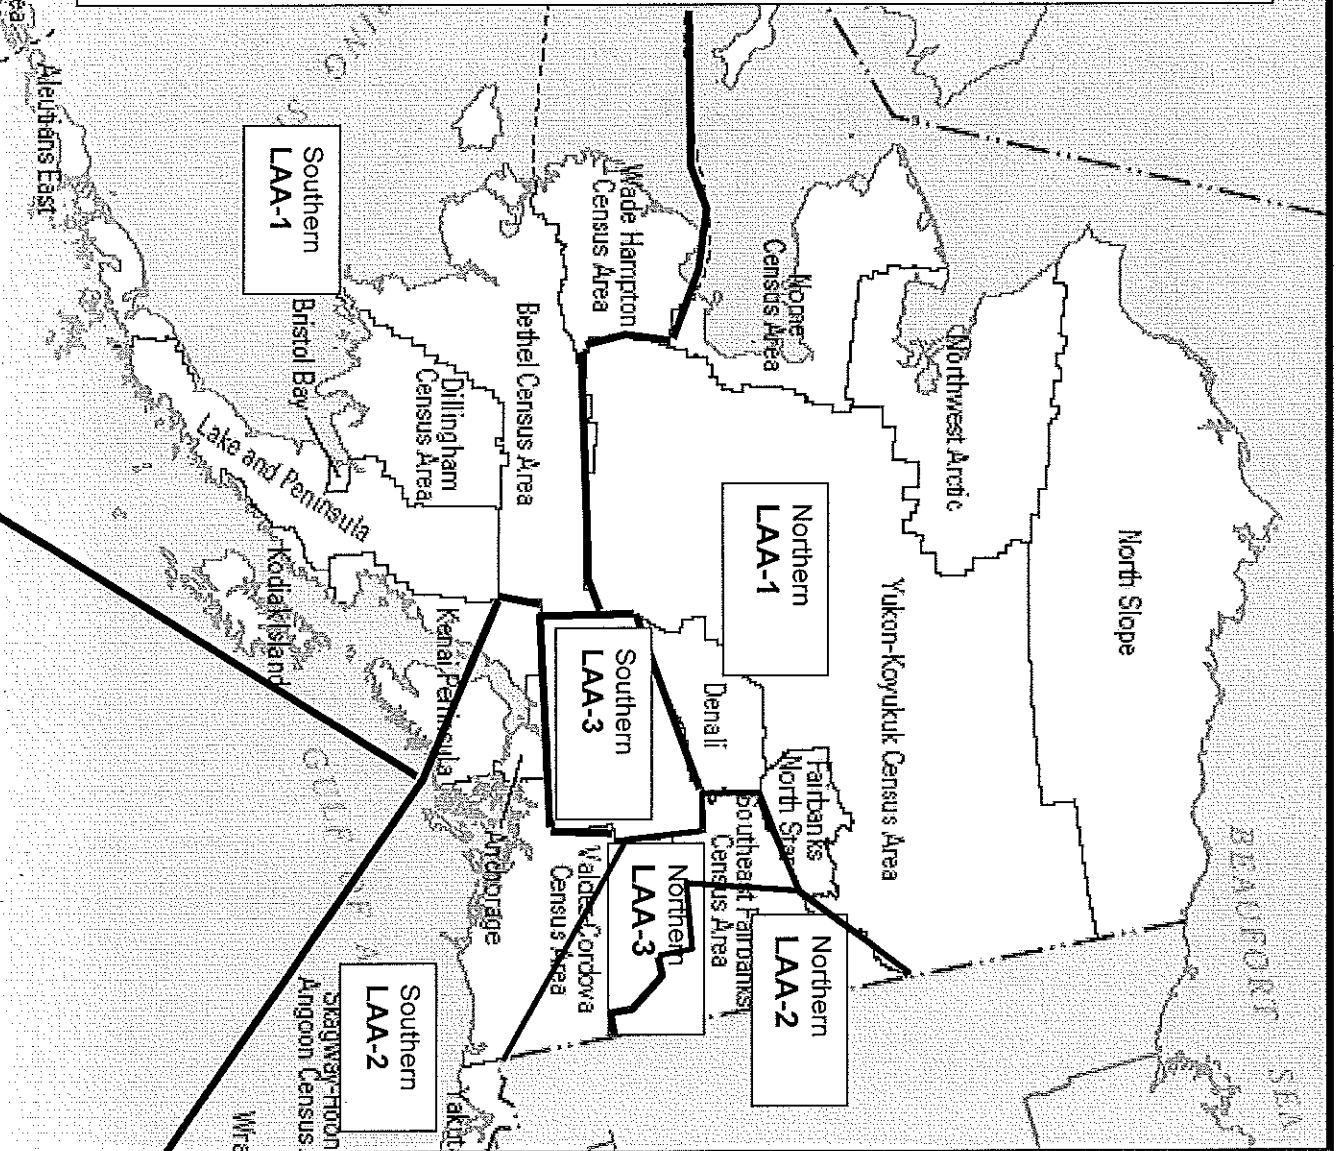 BEAUFORT
SEA
North Slope
Northwest Arctic
Nome
Census Area
Yukon-Koyukuk Census Area
Northern
LAA-1
Fairbanks
North Star
Northern
LAA-2
Denali
Southeast Fairbanks
Census Area
Wade Hampton
Census Area
Southern
LAA-3
Northern
LAA-3
Bethel Census Area
Valdez-Cordova
Census Area
Dillingham
Census Area
Anchorage
Kenai Peninsula
Bristol Bay
Southern
LAA-1
Lake and Peninsula
Kodiak Island
Southern
LAA-2
GULF
Angoon Census
Aleutians East